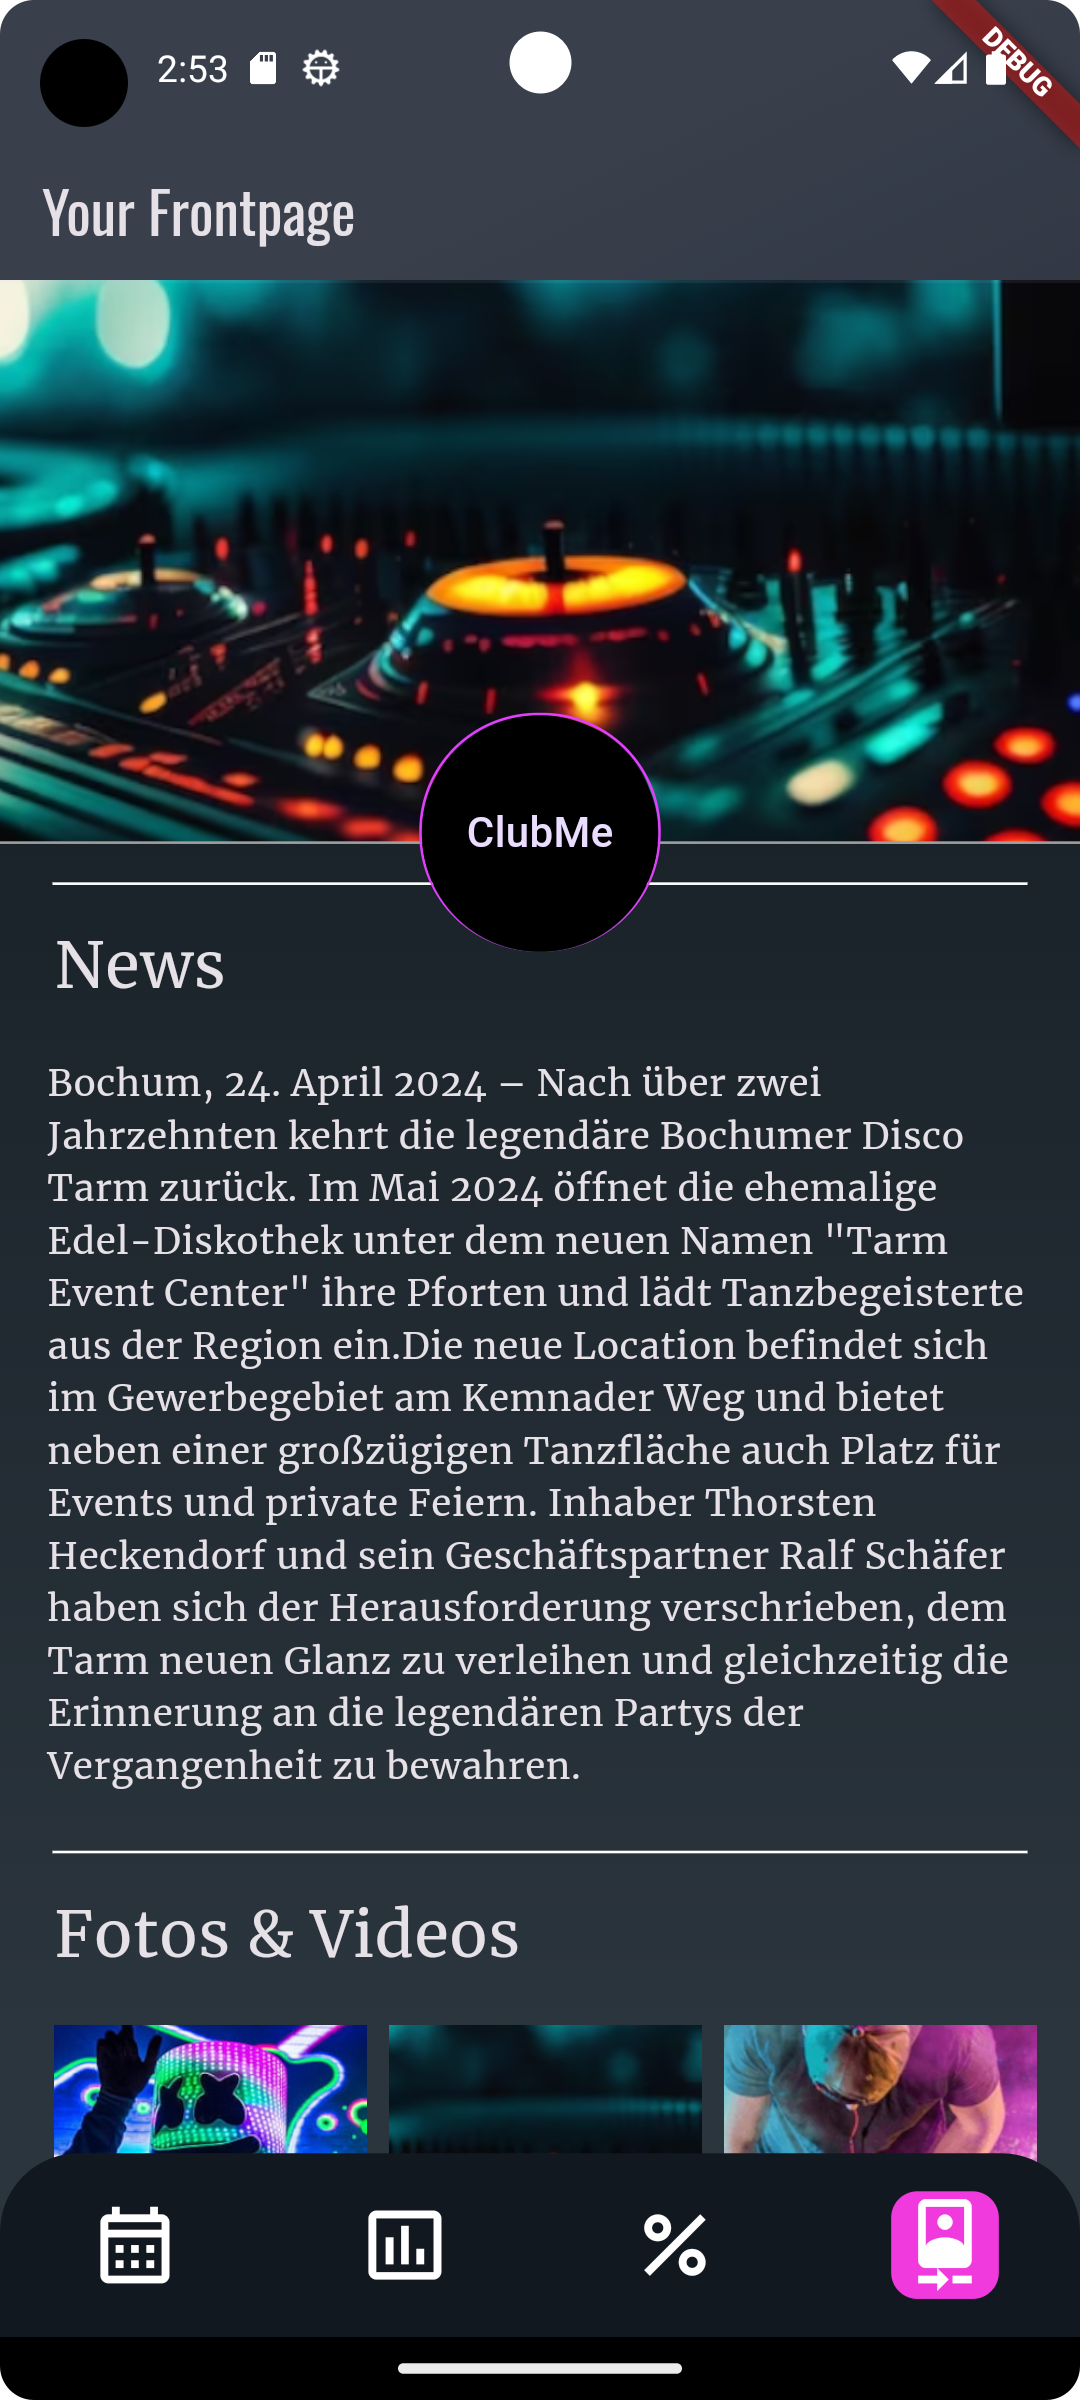 2:53
DEBUG
Your Frontpage
ClubMe
News
Bochum, 24. April 2024 – Nach über zwei
Jahrzehnten kehrt die legendäre Bochumer Disco
Tarm zurück. Im Mai 2024 öffnet die ehemalige
Edel-Diskothek unter dem neuen Namen "Tarm
Event Center" ihre Pforten und lädt Tanzbegeisterte
aus der Region ein.Die neue Location befindet sich
im Gewerbegebiet am Kemnader Weg und bietet
neben einer großzügigen Tanzfläche auch Platz für
Events und private Feiern. Inhaber Thorsten
Heckendorf und sein Geschäftspartner Ralf Schäfer
haben sich der Herausforderung verschrieben, dem
Tarm neuen Glanz zu verleihen und gleichzeitig die
Erinnerung an die legendären Partys der
Vergangenheit zu bewahren.
Fotos & Videos